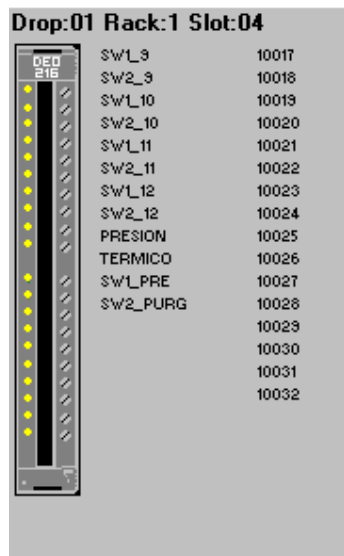 Drop:01 Rack:1 Slot:04
DEO
216
SW1_9 10017
SW2_9 10018
SW1_10 10019
SW2_10 10020
SW1_11 10021
SW2_11 10022
SW1_12 10023
SW2_12 10024
PRESION 10025
TERMICO 10026
SW1_PRE 10027
SW2_PURG 10028
10029
10030
10031
10032